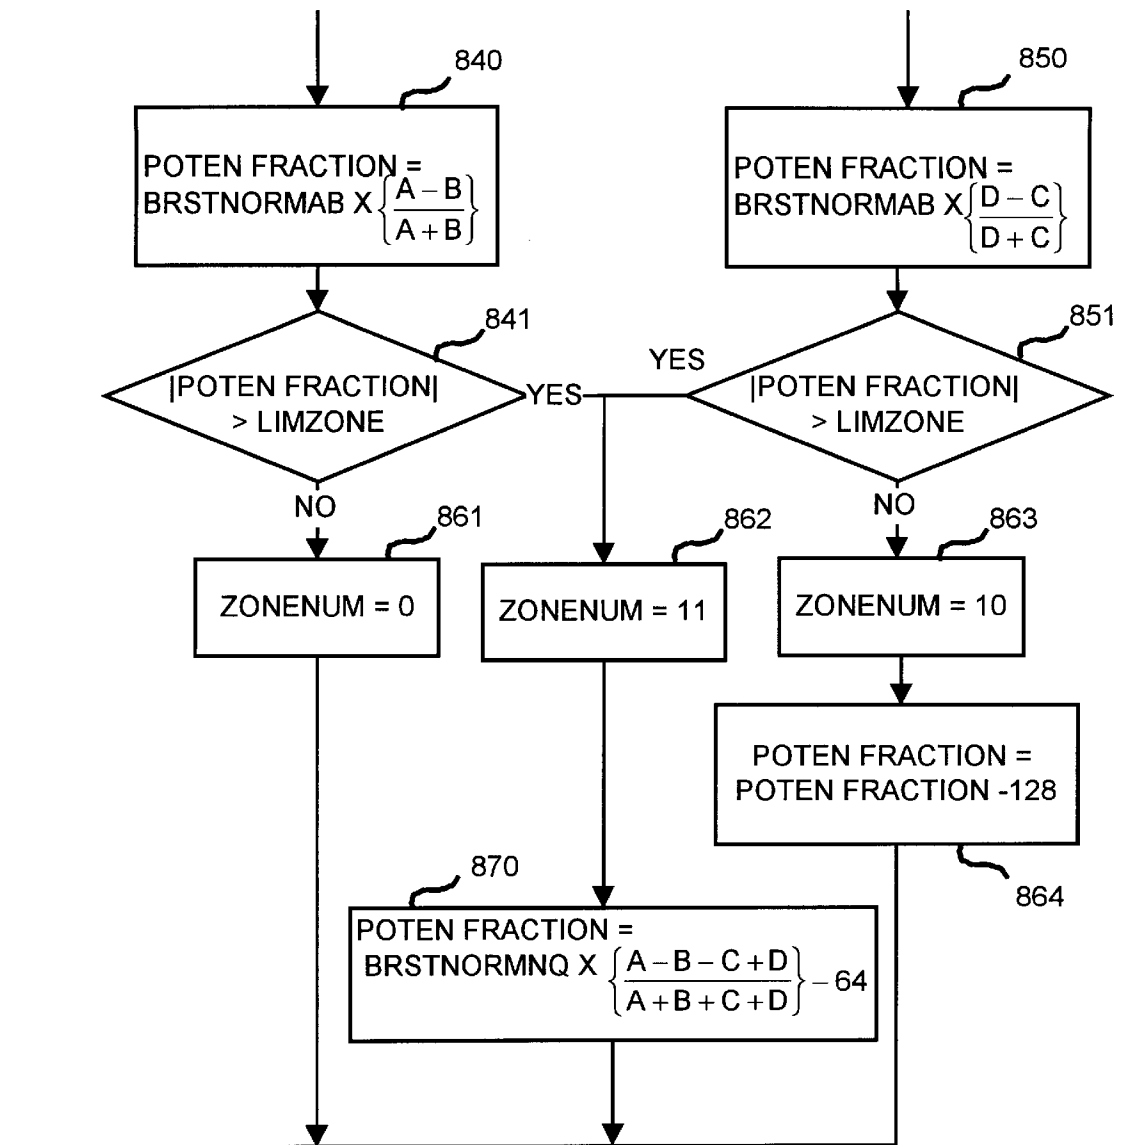 840
POTEN FRACTION =
BRSTNORMAB X {A − B / A + B}
850
POTEN FRACTION =
BRSTNORMAB X {D − C / D + C}
841
|POTEN FRACTION|
> LIMZONE
YES
NO
851
YES
|POTEN FRACTION|
> LIMZONE
NO
861
ZONENUM = 0
862
ZONENUM = 11
863
ZONENUM = 10
POTEN FRACTION =
POTEN FRACTION -128
864
870
POTEN FRACTION =
BRSTNORMNQ X {A − B − C + D / A + B + C + D} − 64